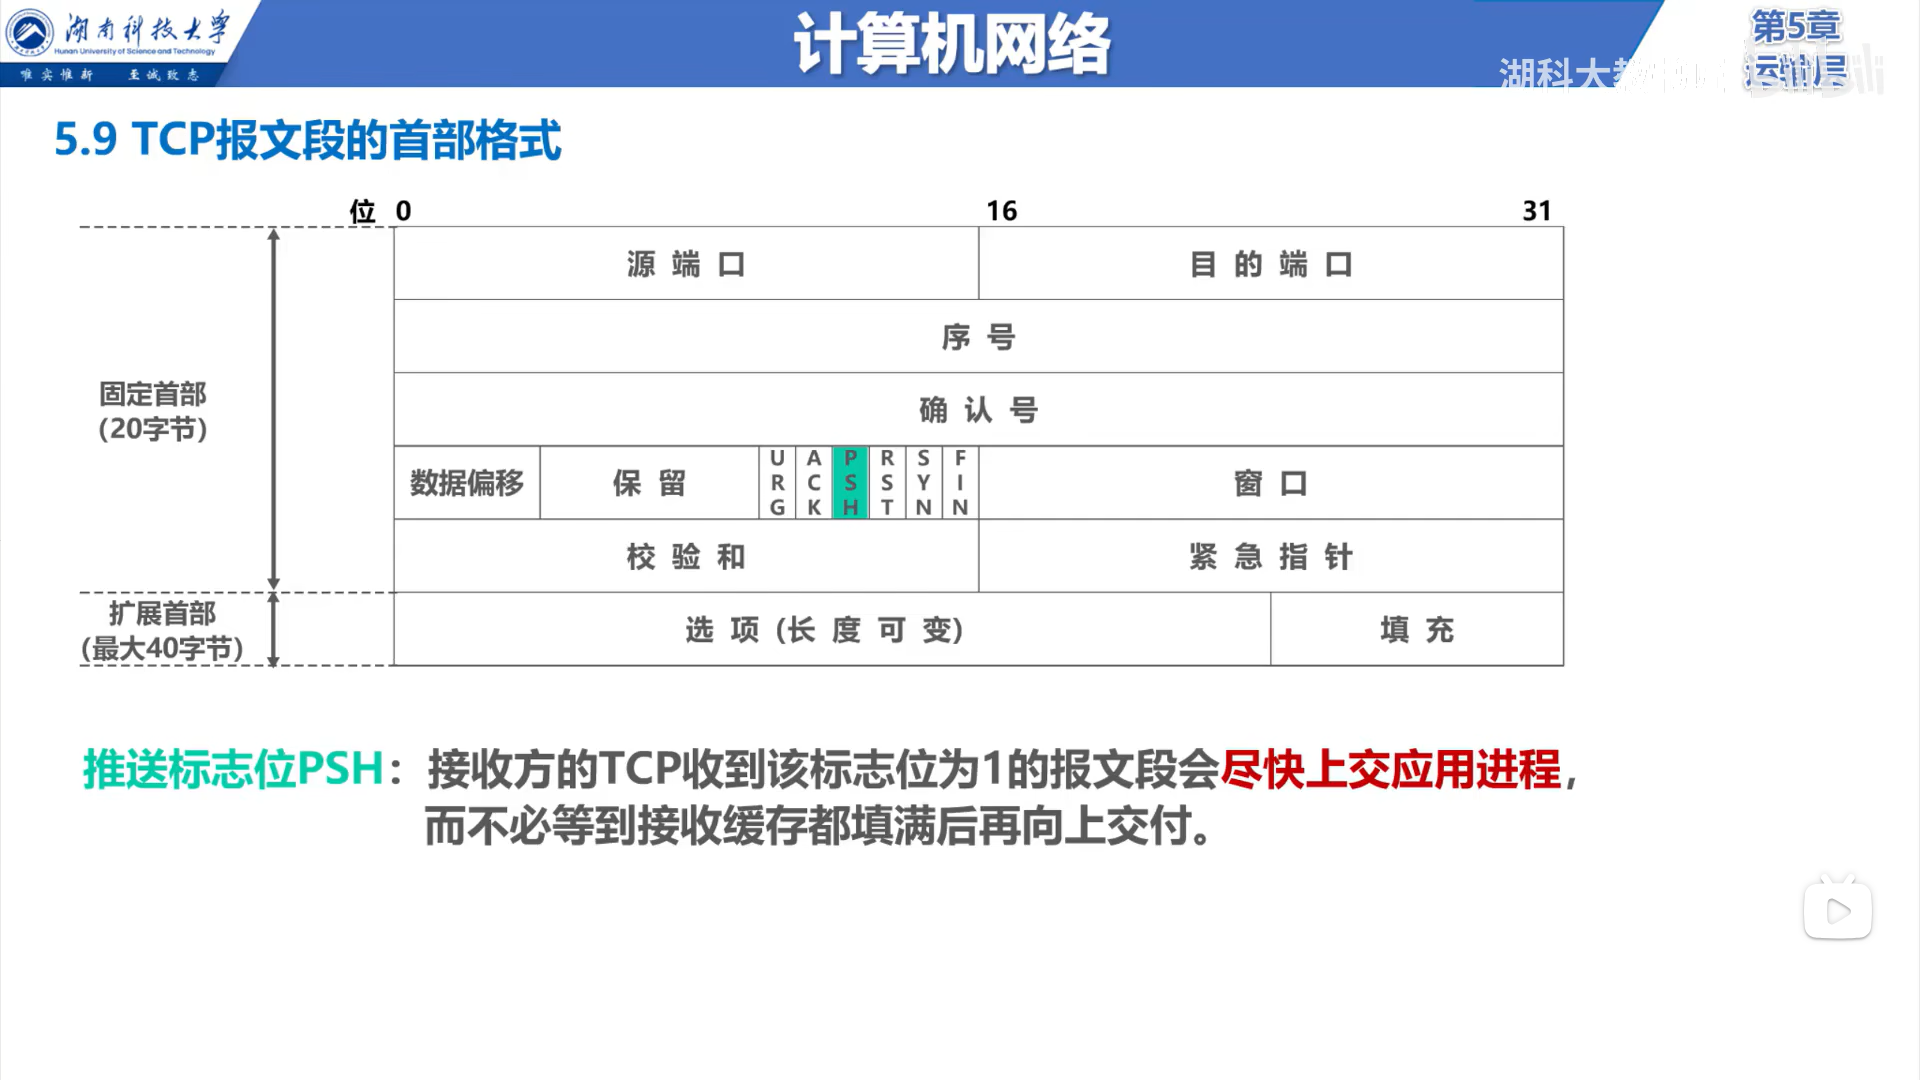 湖南科技大学
Hunan University of Science and Technology
唯实惟新 至诚致志
计算机网络
第5章
运输层
湖科大教
5.9 TCP报文段的首部格式
位 0 16 31
源端口 目的端口
序号
确认号
固定首部
(20字节)
数据偏移 保留 URG ACK PSH RST SYN FIN 窗口
校验和 紧急指针
扩展首部
(最大40字节)
选项(长度可变) 填充
推送标志位PSH：接收方的TCP收到该标志位为1的报文段会尽快上交应用进程，
而不必等到接收缓存都填满后再向上交付。